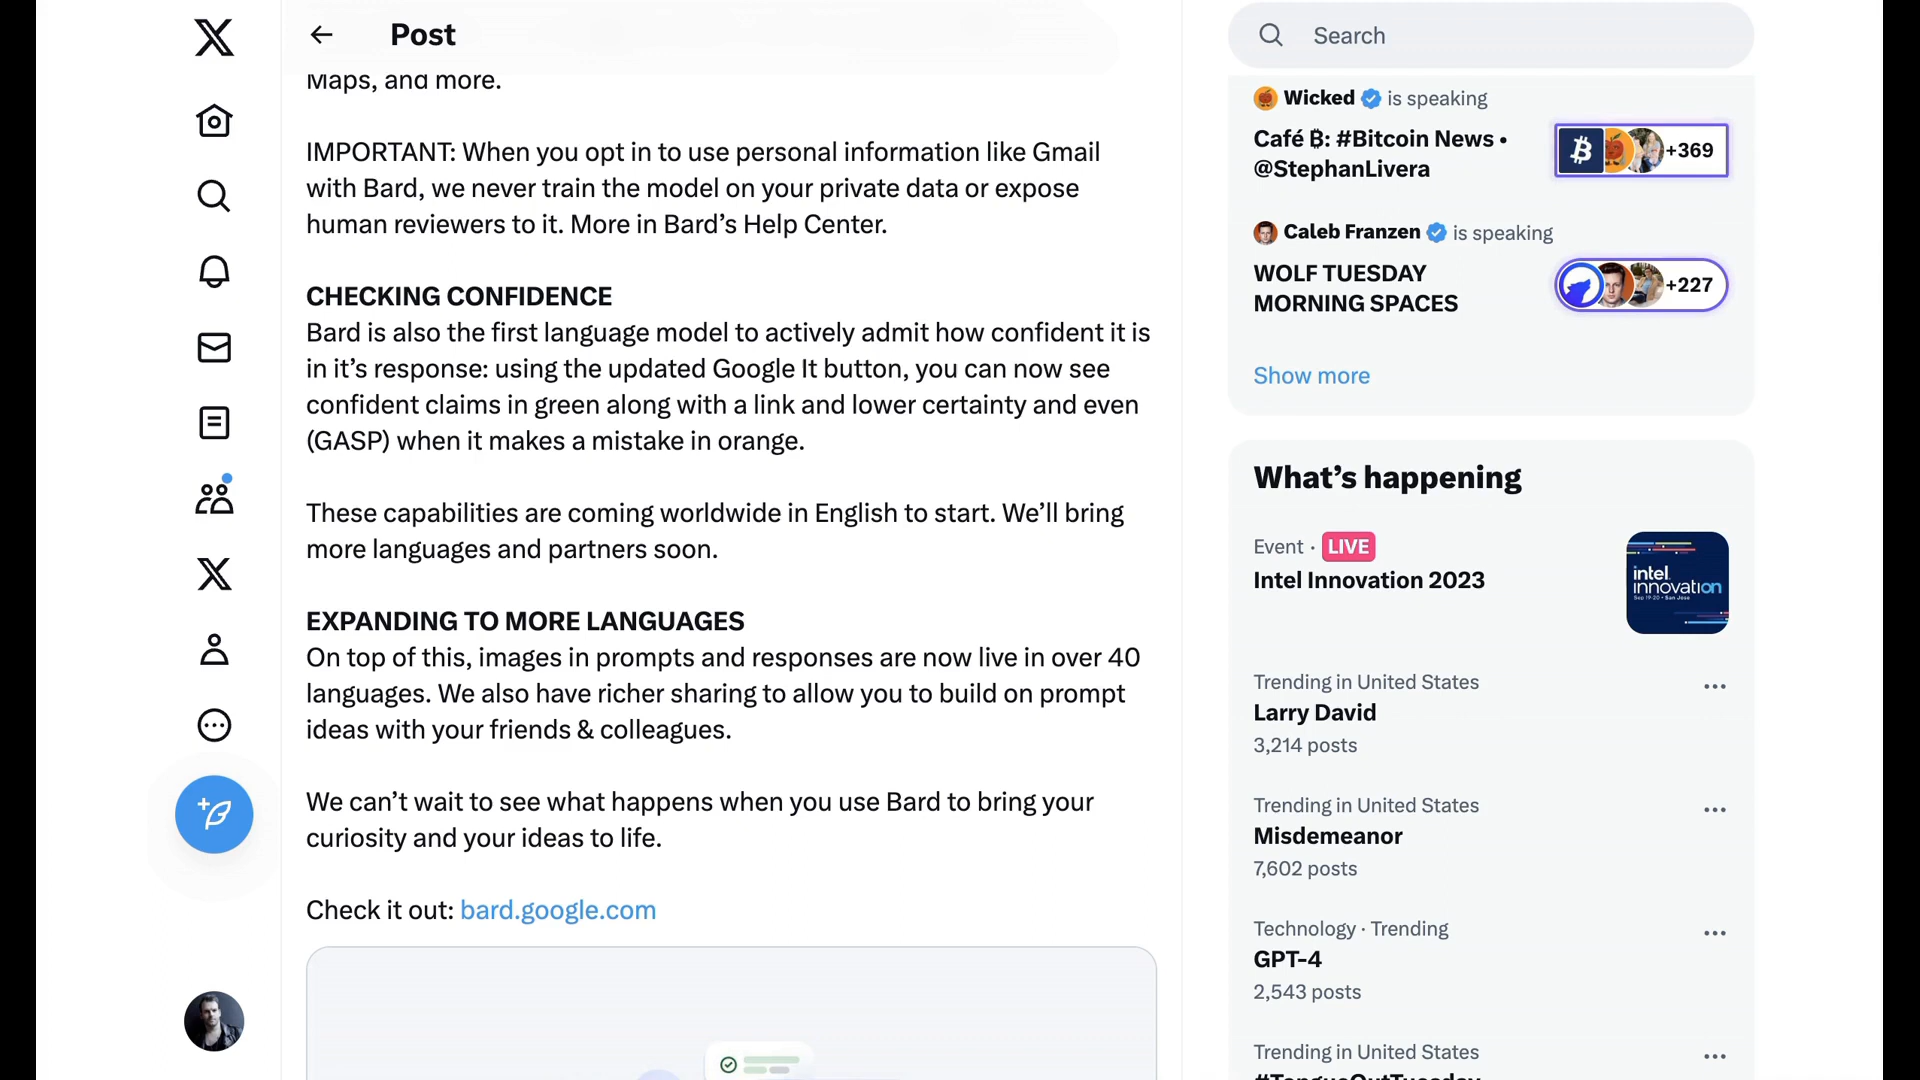 Post
Maps, and more.
IMPORTANT: When you opt in to use personal information like Gmail
with Bard, we never train the model on your private data or expose
human reviewers to it. More in Bard’s Help Center.
CHECKING CONFIDENCE
Bard is also the first language model to actively admit how confident it is
in it’s response: using the updated Google It button, you can now see
confident claims in green along with a link and lower certainty and even
(GASP) when it makes a mistake in orange.
These capabilities are coming worldwide in English to start. We’ll bring
more languages and partners soon.
EXPANDING TO MORE LANGUAGES
On top of this, images in prompts and responses are now live in over 40
languages. We also have richer sharing to allow you to build on prompt
ideas with your friends & colleagues.
We can’t wait to see what happens when you use Bard to bring your
curiosity and your ideas to life.
Check it out: bard.google.com
Search
Wicked is speaking
Café ₿: #Bitcoin News •
@StephanLivera
+369
Caleb Franzen is speaking
WOLF TUESDAY
MORNING SPACES
+227
Show more
What’s happening
Event · LIVE
Intel Innovation 2023
intel.
innovation
Sep 19-20 • San Jose
Trending in United States
Larry David
3,214 posts
Trending in United States
Misdemeanor
7,602 posts
Technology · Trending
GPT-4
2,543 posts
Trending in United States
#TongueOutTuesday